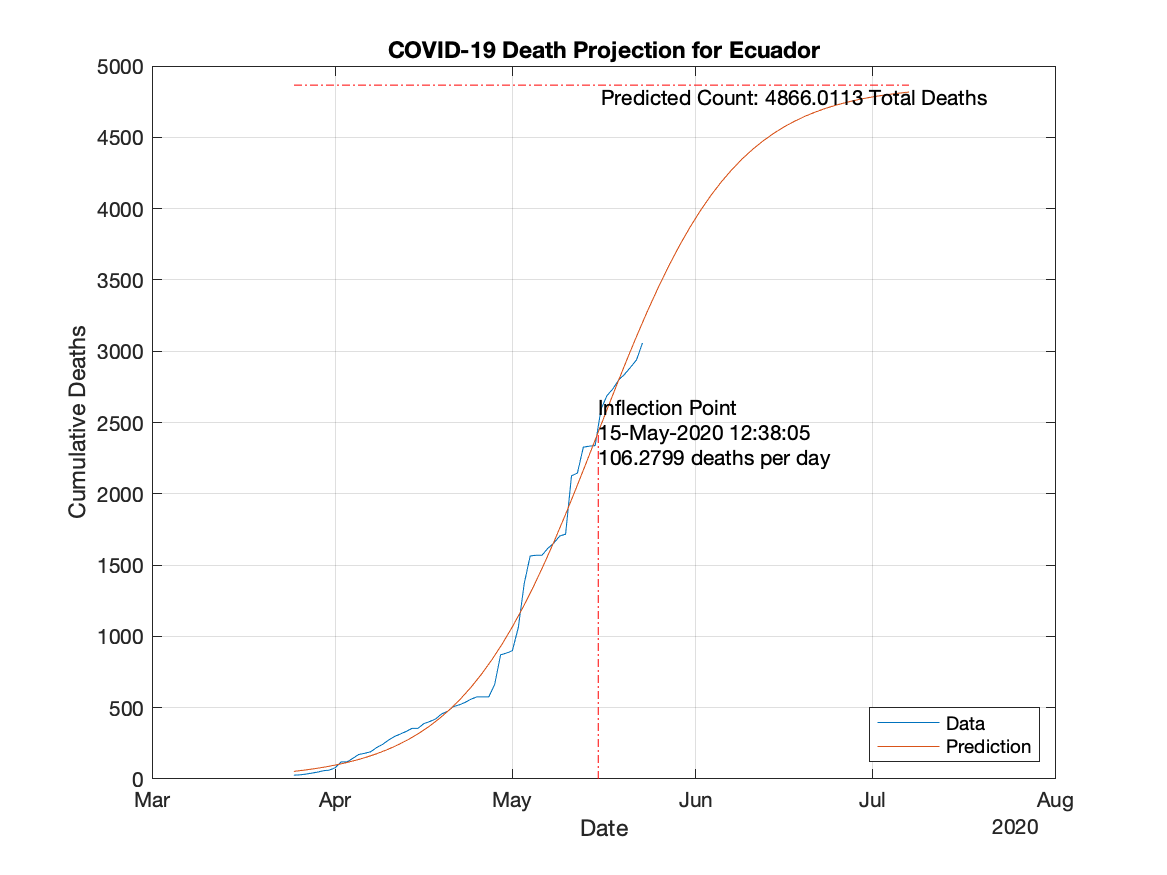 COVID-19 Death Projection for Ecuador
5000
4500
4000
3500
3000
2500
2000
1500
1000
500
0
Cumulative Deaths
Predicted Count: 4866.0113 Total Deaths
Inflection Point
15-May-2020 12:38:05
106.2799 deaths per day
Data
Prediction
Mar Apr May Jun Jul Aug
Date
2020